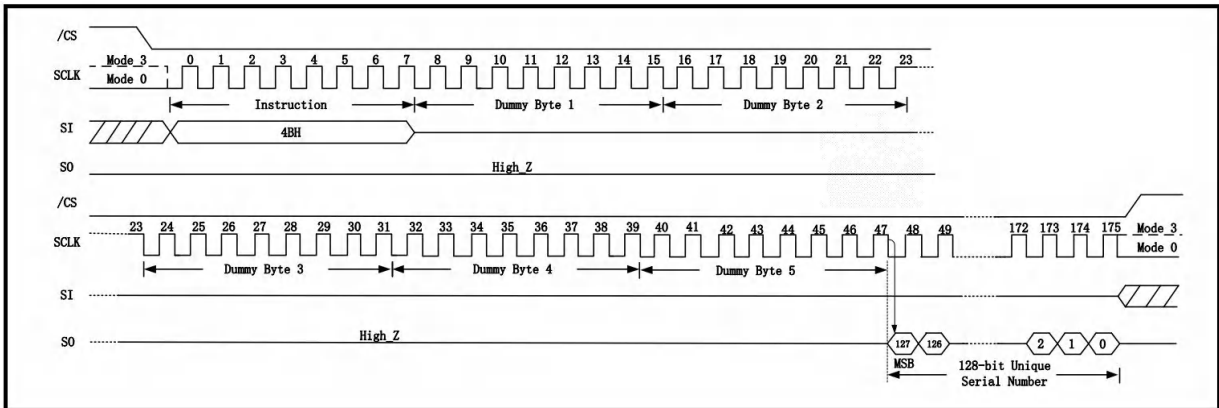 /CS
Mode 3
0 1 2 3 4 5 6 7 8 9 10 11 12 13 14 15 16 17 18 19 20 21 22 23
SCLK
Mode 0
Instruction Dummy Byte 1 Dummy Byte 2
SI
4BH
SO
High_Z
/CS
23 24 25 26 27 28 29 30 31 32 33 34 35 36 37 38 39 40 41 42 43 44 45 46 47 48 49 172 173 174 175 Mode 3
SCLK
Mode 0
Dummy Byte 3 Dummy Byte 4 Dummy Byte 5
SI
High_Z
SO
127 126 2 1 0
MSB
128-bit Unique
Serial Number